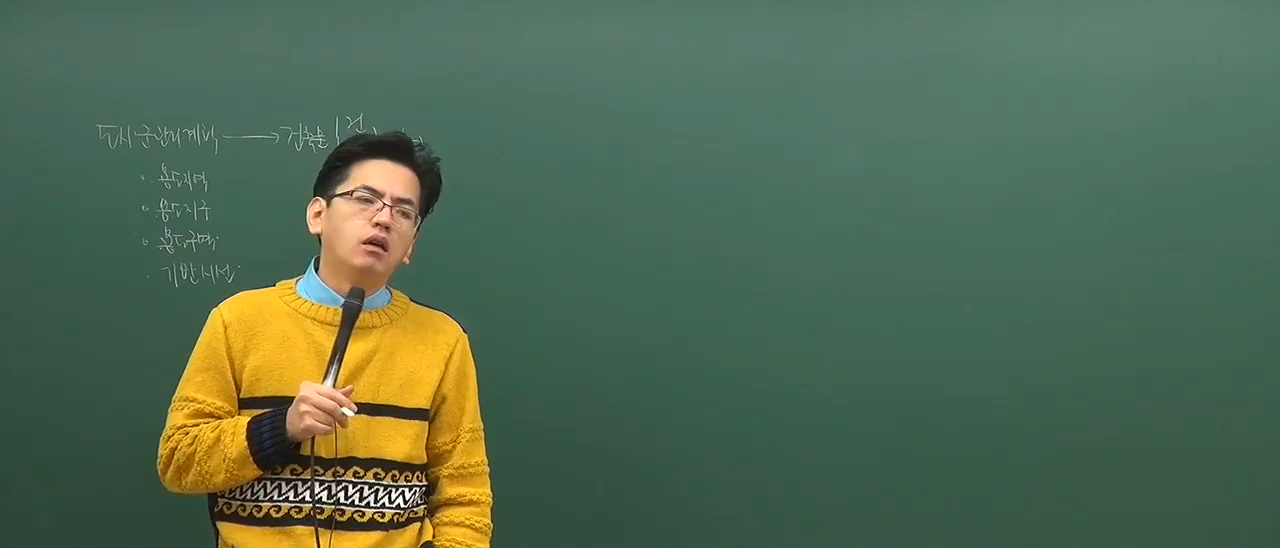 도시·군관리계획 → 건축물 건
· 용도지역
· 용도지구
· 용도구역
· 기반시설